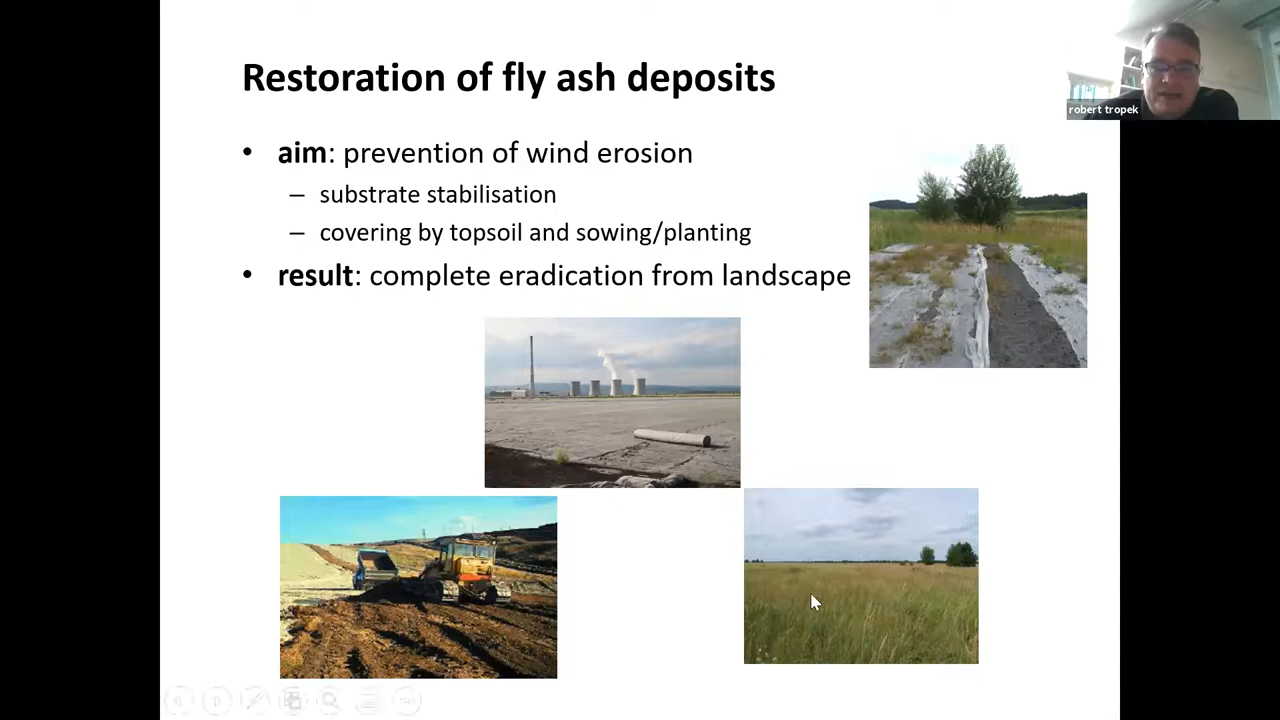 Restoration of fly ash deposits
robert tropek
• aim: prevention of wind erosion
– substrate stabilisation
– covering by topsoil and sowing/planting
• result: complete eradication from landscape